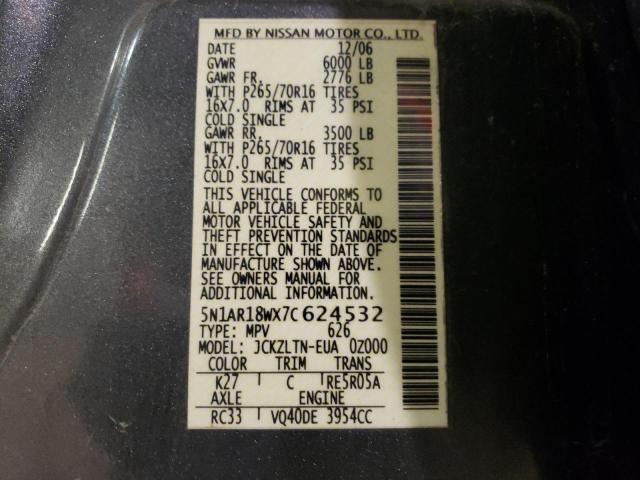 MFD BY NISSAN MOTOR CO., LTD.
DATE 12/06
GVWR 6000 LB
GAWR FR. 2776 LB
WITH P265/70R16 TIRES
16X7.0 RIMS AT 35 PSI
COLD SINGLE
GAWR RR. 3500 LB
WITH P265/70R16 TIRES
16X7.0 RIMS AT 35 PSI
COLD SINGLE
THIS VEHICLE CONFORMS TO
ALL APPLICABLE FEDERAL
MOTOR VEHICLE SAFETY AND
THEFT PREVENTION STANDARDS
IN EFFECT ON THE DATE OF
MANUFACTURE SHOWN ABOVE.
SEE OWNERS MANUAL FOR
ADDITIONAL INFORMATION.
5N1AR18WX7C624532
TYPE: MPV 626
MODEL: JCKZLTN-EUA 0Z000
COLOR TRIM TRANS
K27 C RE5R05A
AXLE ENGINE
RC33 VQ40DE 3954CC